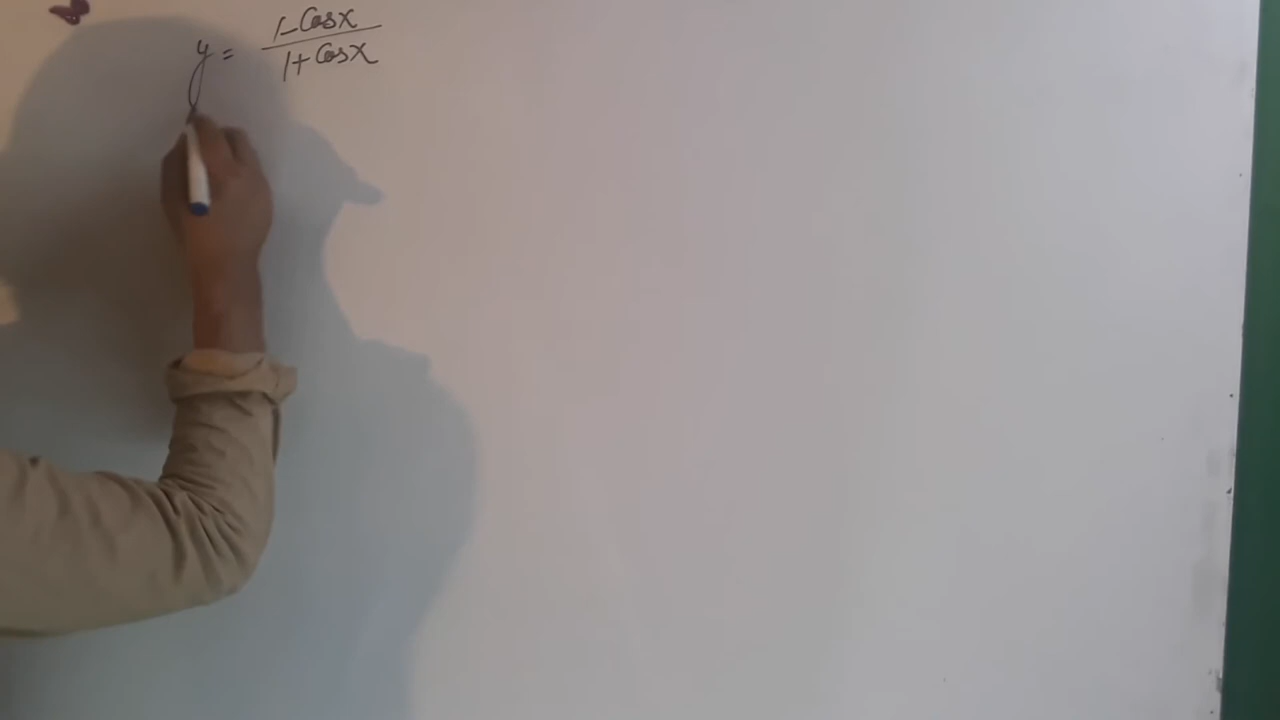 y = 1-Cosx / 1+Cosx